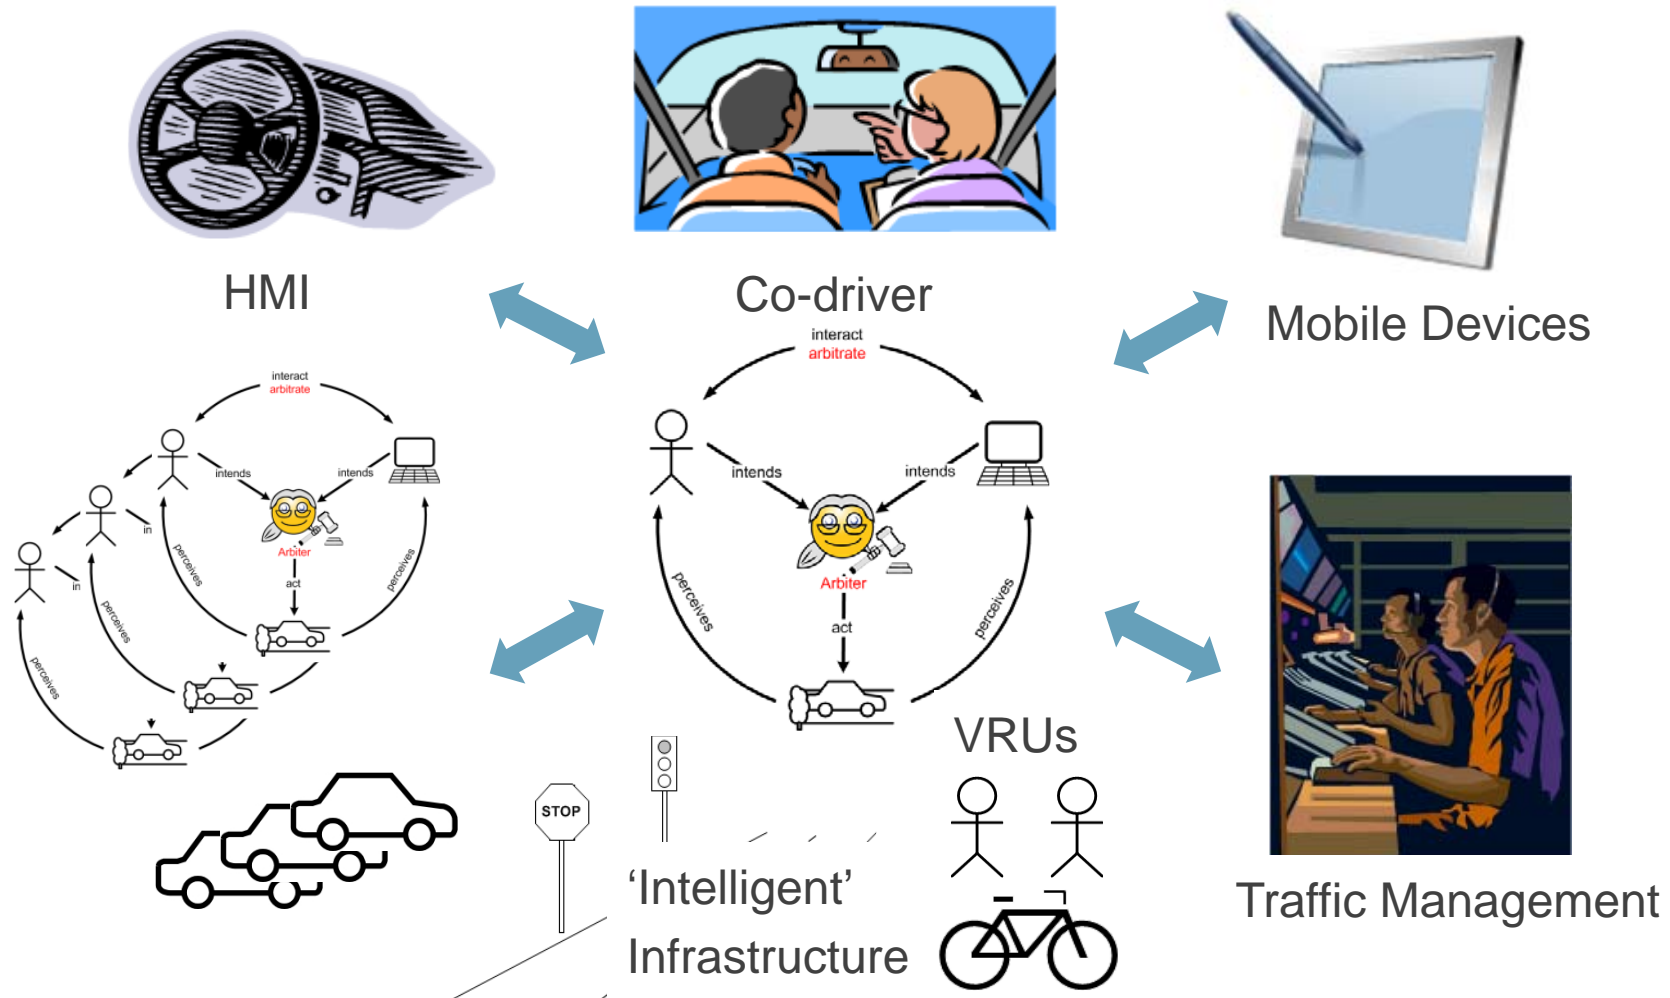 HMI
Co-driver
Mobile Devices
interact
arbitrate
intends
intends
Arbiter
act
perceives
perceives
interact
arbitrate
intends
intends
in
in
Arbiter
act
perceives
perceives
perceives
perceives
VRUs
STOP
‘Intelligent’
Infrastructure
Traffic Management